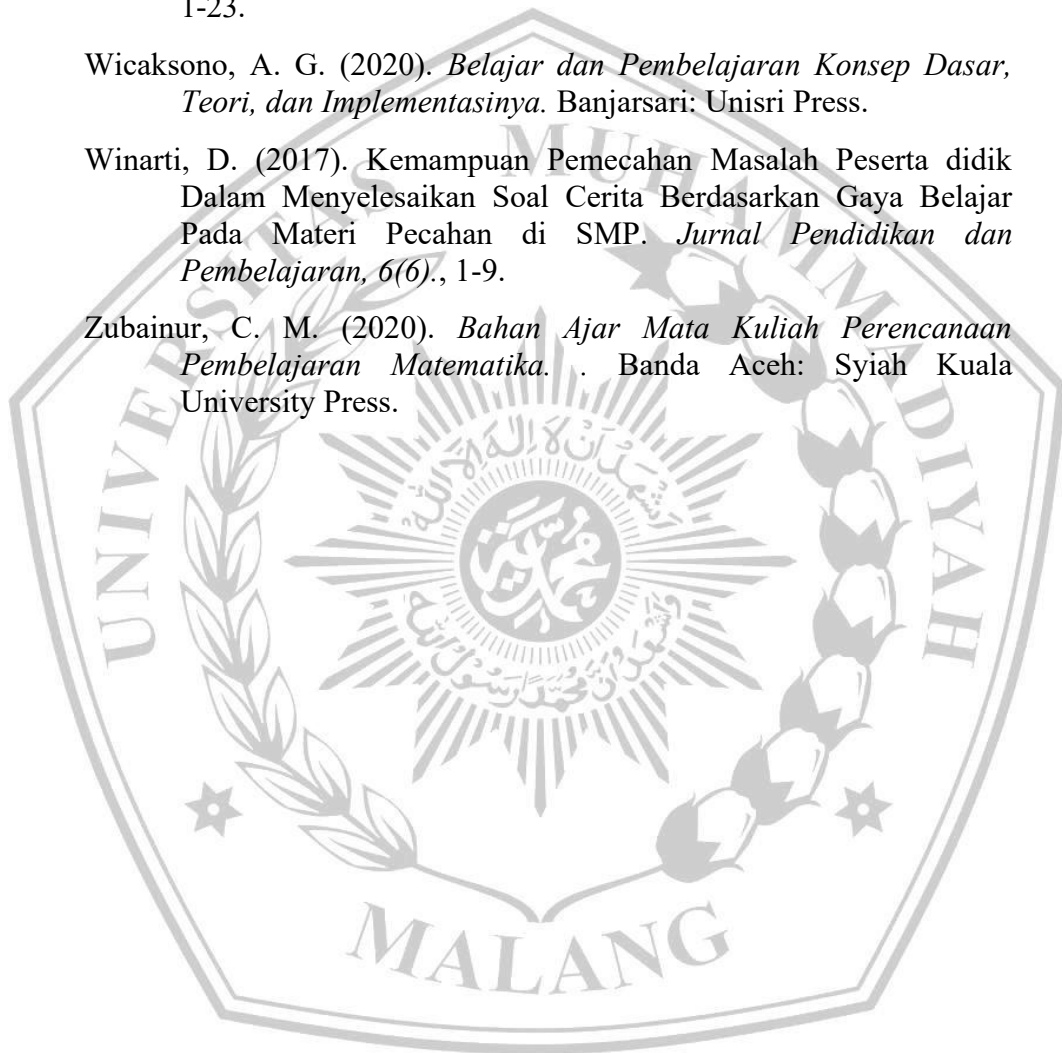 1-23.
Wicaksono, A. G. (2020). Belajar dan Pembelajaran Konsep Dasar,
Teori, dan Implementasinya. Banjarsari: Unisri Press.
Winarti, D. (2017). Kemampuan Pemecahan Masalah Peserta didik
Dalam Menyelesaikan Soal Cerita Berdasarkan Gaya Belajar
Pada Materi Pecahan di SMP. Jurnal Pendidikan dan
Pembelajaran, 6(6)., 1-9.
Zubainur, C. M. (2020). Bahan Ajar Mata Kuliah Perencanaan
Pembelajaran Matematika. . Banda Aceh: Syiah Kuala
University Press.
UNIVERSITAS MUHAMMADIYAH
MALANG